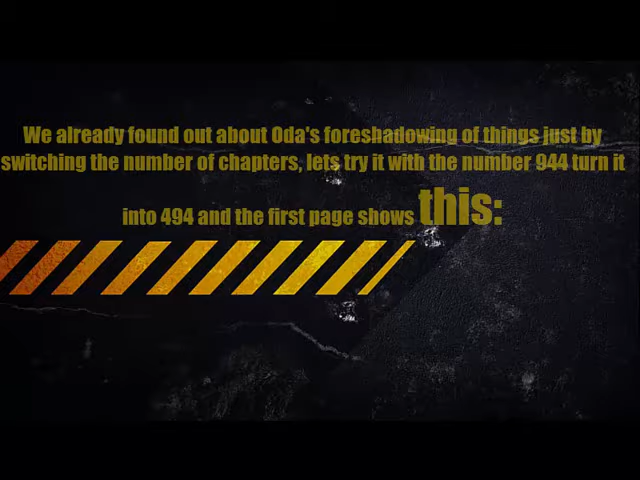 We already found out about Oda's foreshadowing of things just by
switching the number of chapters, lets try it with the number 944 turn it
into 494 and the first page shows this: